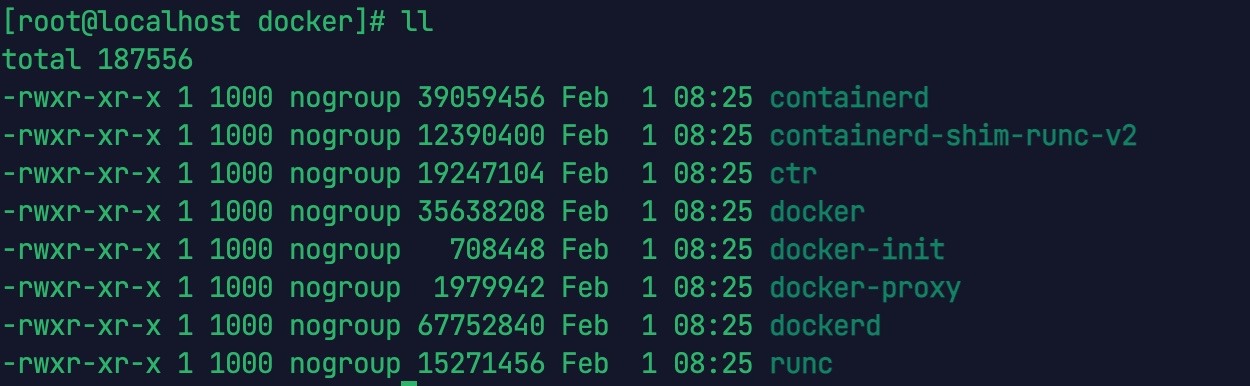 [root@localhost docker]# ll
total 187556
-rwxr-xr-x 1 1000 nogroup 39059456 Feb  1 08:25 containerd
-rwxr-xr-x 1 1000 nogroup 12390400 Feb  1 08:25 containerd-shim-runc-v2
-rwxr-xr-x 1 1000 nogroup 19247104 Feb  1 08:25 ctr
-rwxr-xr-x 1 1000 nogroup 35638208 Feb  1 08:25 docker
-rwxr-xr-x 1 1000 nogroup   708448 Feb  1 08:25 docker-init
-rwxr-xr-x 1 1000 nogroup  1979942 Feb  1 08:25 docker-proxy
-rwxr-xr-x 1 1000 nogroup 67752840 Feb  1 08:25 dockerd
-rwxr-xr-x 1 1000 nogroup 15271456 Feb  1 08:25 runc